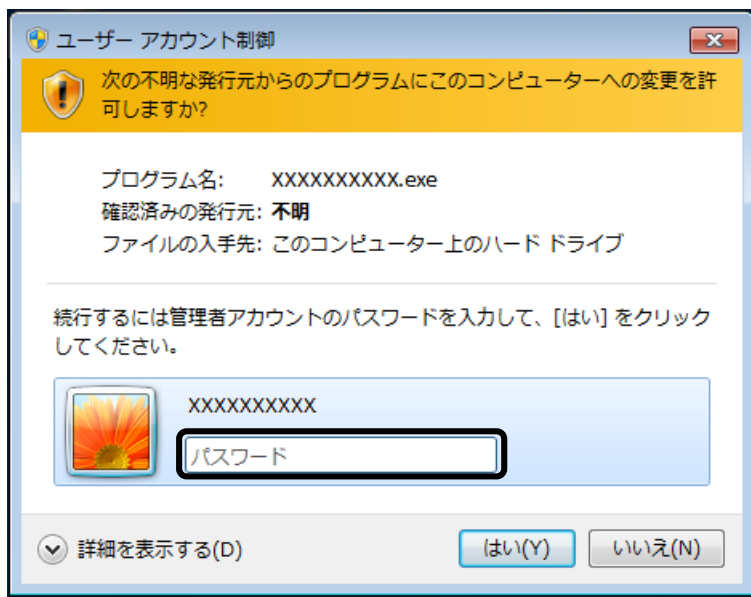 ユーザー アカウント制御
次の不明な発行元からのプログラムにこのコンピューターへの変更を許
可しますか?
プログラム名: XXXXXXXXXX.exe
確認済みの発行元: 不明
ファイルの入手先: このコンピューター上のハード ドライブ
続行するには管理者アカウントのパスワードを入力して、[はい] をクリック
してください。
XXXXXXXXXX
パスワード
詳細を表示する(D)
はい(Y)
いいえ(N)